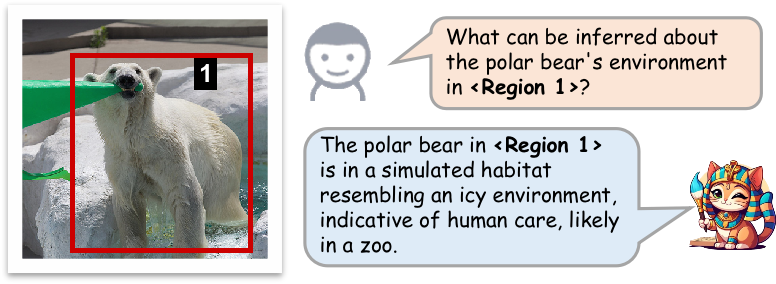 1
What can be inferred about
the polar bear's environment
in <Region 1>?
The polar bear in <Region 1>
is in a simulated habitat
resembling an icy environment,
indicative of human care, likely
in a zoo.